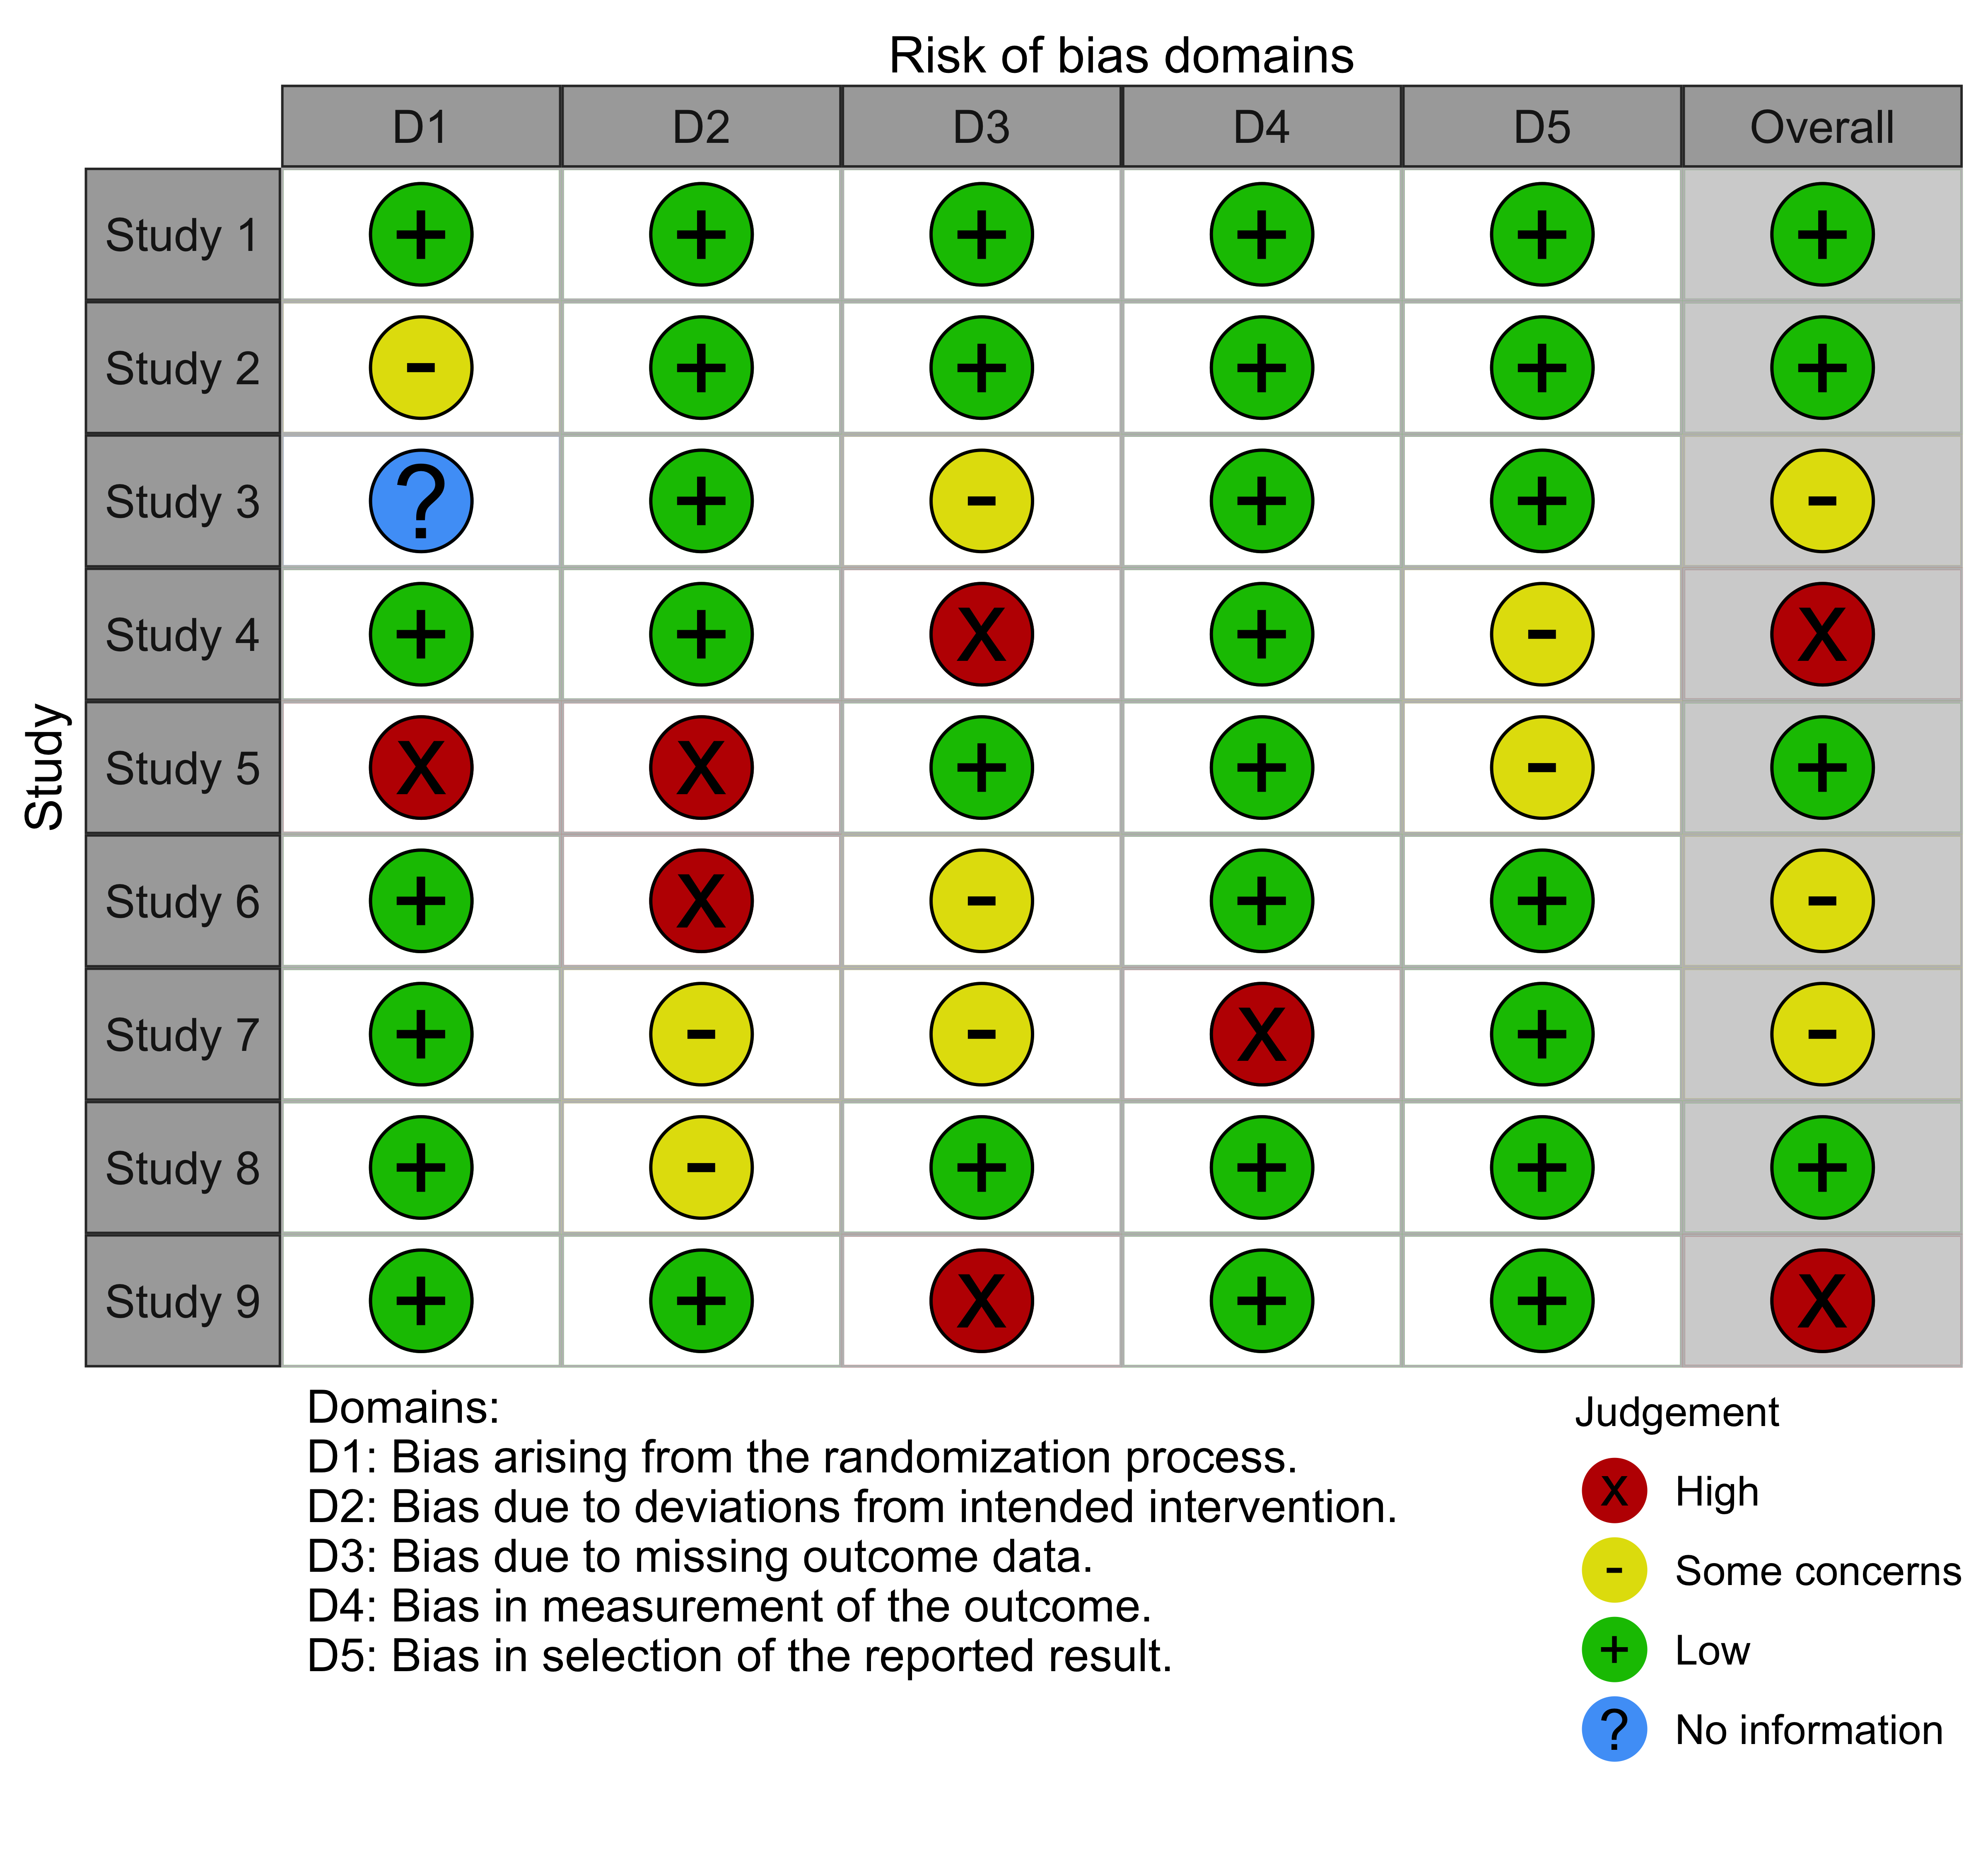 Risk of bias domains
D1 D2 D3 D4 D5 Overall
Study
Study 1 + + + + + +
Study 2 - + + + + +
Study 3 ? + - + + -
Study 4 + + X + - X
Study 5 X X + + - +
Study 6 + X - + + -
Study 7 + - - X + -
Study 8 + - + + + +
Study 9 + + X + + X
Domains:
D1: Bias arising from the randomization process.
D2: Bias due to deviations from intended intervention.
D3: Bias due to missing outcome data.
D4: Bias in measurement of the outcome.
D5: Bias in selection of the reported result.
Judgement
X High
- Some concerns
+ Low
? No information